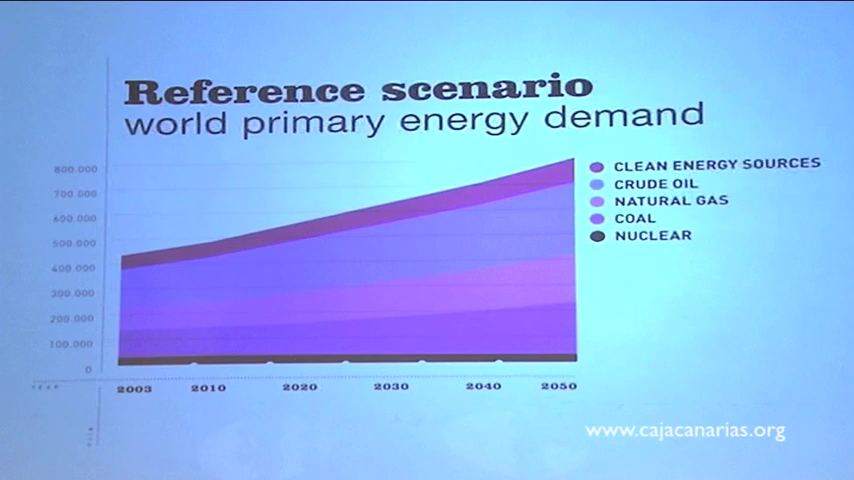 Reference scenario
world primary energy demand
800.000
700.000
600.000
500.000
400.000
300.000
200.000
100.000
0
CLEAN ENERGY SOURCES
CRUDE OIL
NATURAL GAS
COAL
NUCLEAR
YEAR
2003 2010 2020 2030 2040 2050
www.cajacanarias.org